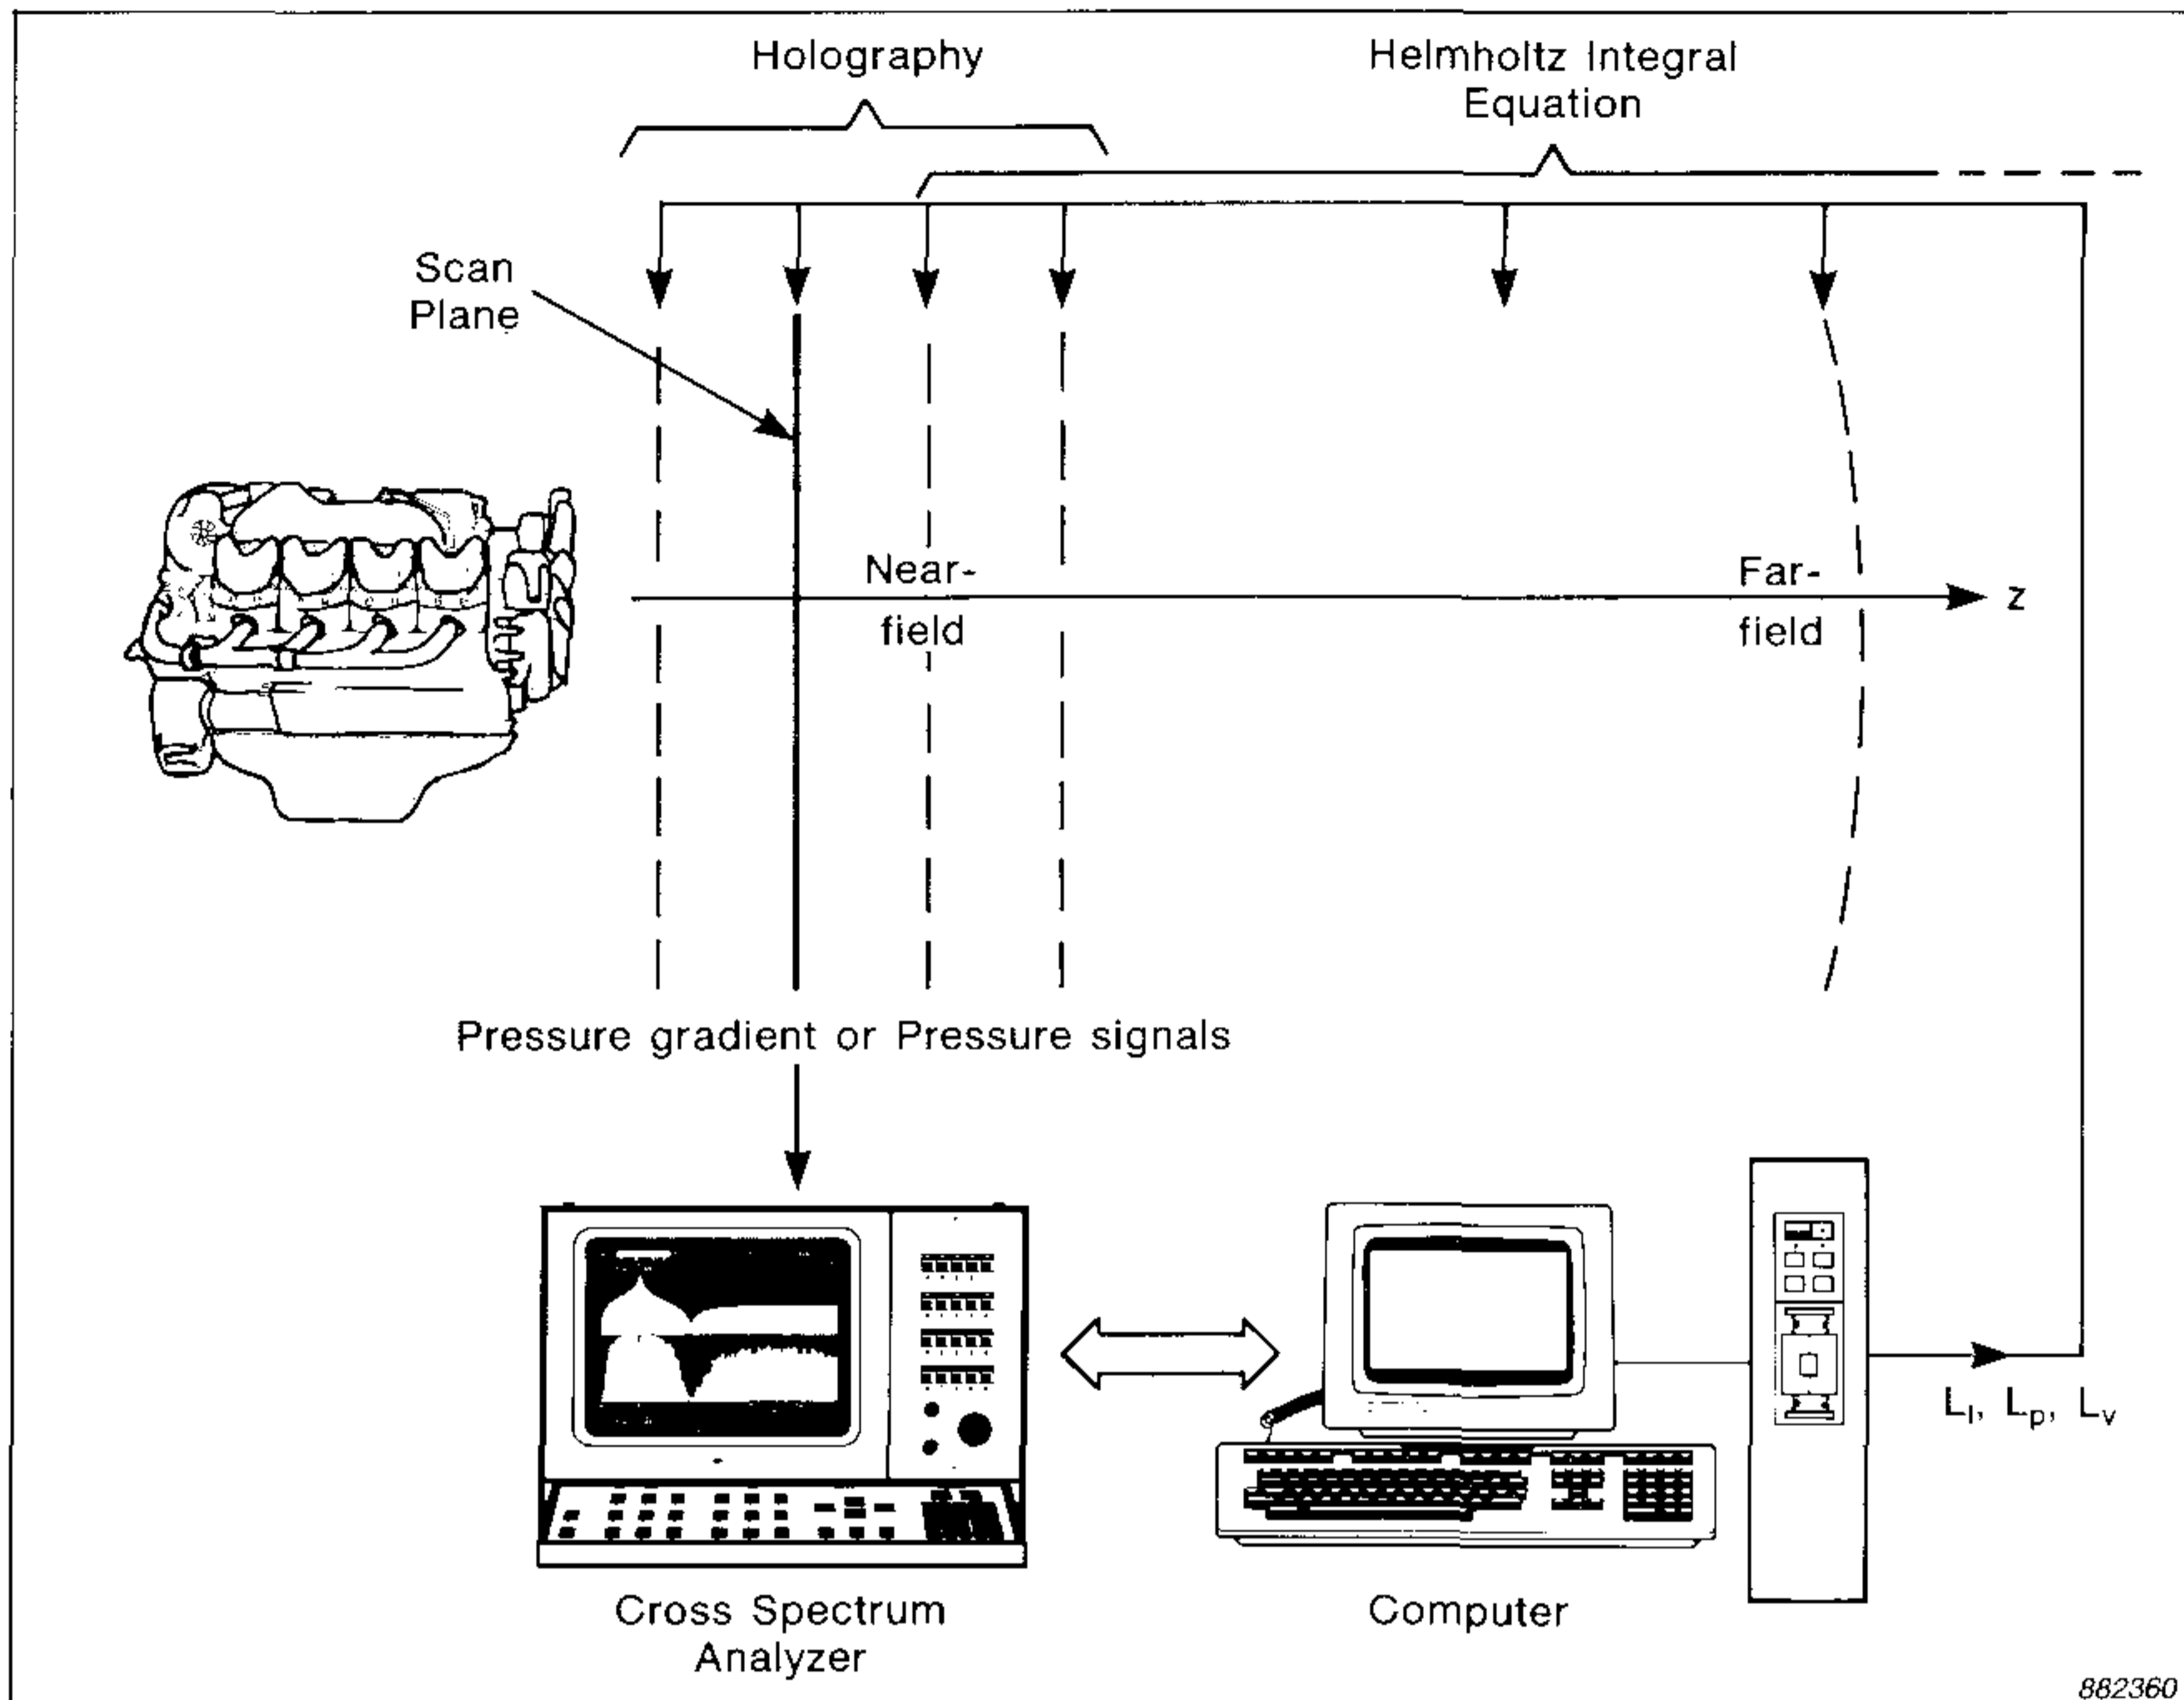 Holography
Helmholtz Integral
Equation
Scan
Plane
Near-
field
Far-
field
z
Pressure gradient or Pressure signals
L_I, L_p, L_v
Cross Spectrum
Analyzer
Computer
882360